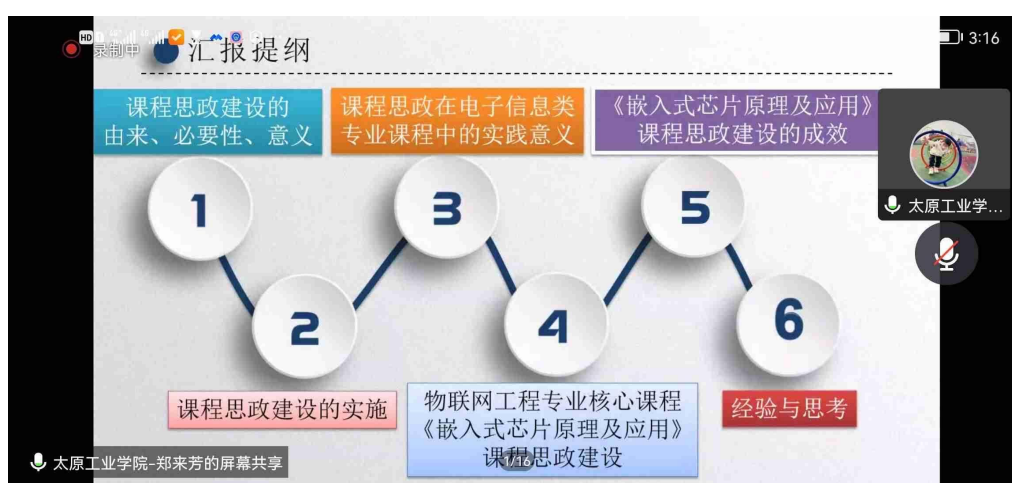 HD
录制中
汇报提纲
3:16
课程思政建设的
由来、必要性、意义
课程思政在电子信息类
专业课程中的实践意义
《嵌入式芯片原理及应用》
课程思政建设的成效
太原工业学...
1
3
5
2
4
6
课程思政建设的实施
物联网工程专业核心课程
《嵌入式芯片原理及应用》
课程思政建设
经验与思考
1/16
太原工业学院-郑来芳的屏幕共享